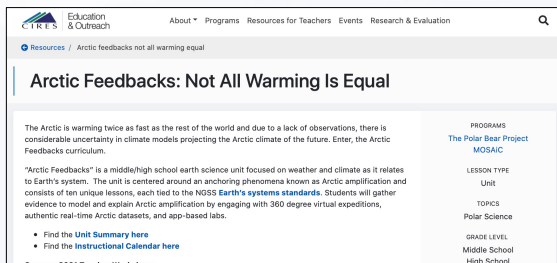 CIRES
Education
& Outreach
About Programs Resources for Teachers Events Research & Evaluation
Resources / Arctic feedbacks not all warming equal
Arctic Feedbacks: Not All Warming Is Equal
The Arctic is warming twice as fast as the rest of the world and due to a lack of observations, there is
considerable uncertainty in climate models projecting the Arctic climate of the future. Enter, the Arctic
Feedbacks curriculum.
“Arctic Feedbacks” is a middle/high school earth science unit focused on weather and climate as it relates
to Earth's system. The unit is centered around an anchoring phenomena known as Arctic amplification and
consists of ten unique lessons, each tied to the NGSS Earth's systems standards. Students will gather
evidence to model and explain Arctic amplification by engaging with 360 degree virtual expeditions,
authentic real-time Arctic datasets, and app-based labs.
• Find the Unit Summary here
• Find the Instructional Calendar here
PROGRAMS
The Polar Bear Project
MOSAiC
LESSON TYPE
Unit
TOPICS
Polar Science
GRADE LEVEL
Middle School
High School